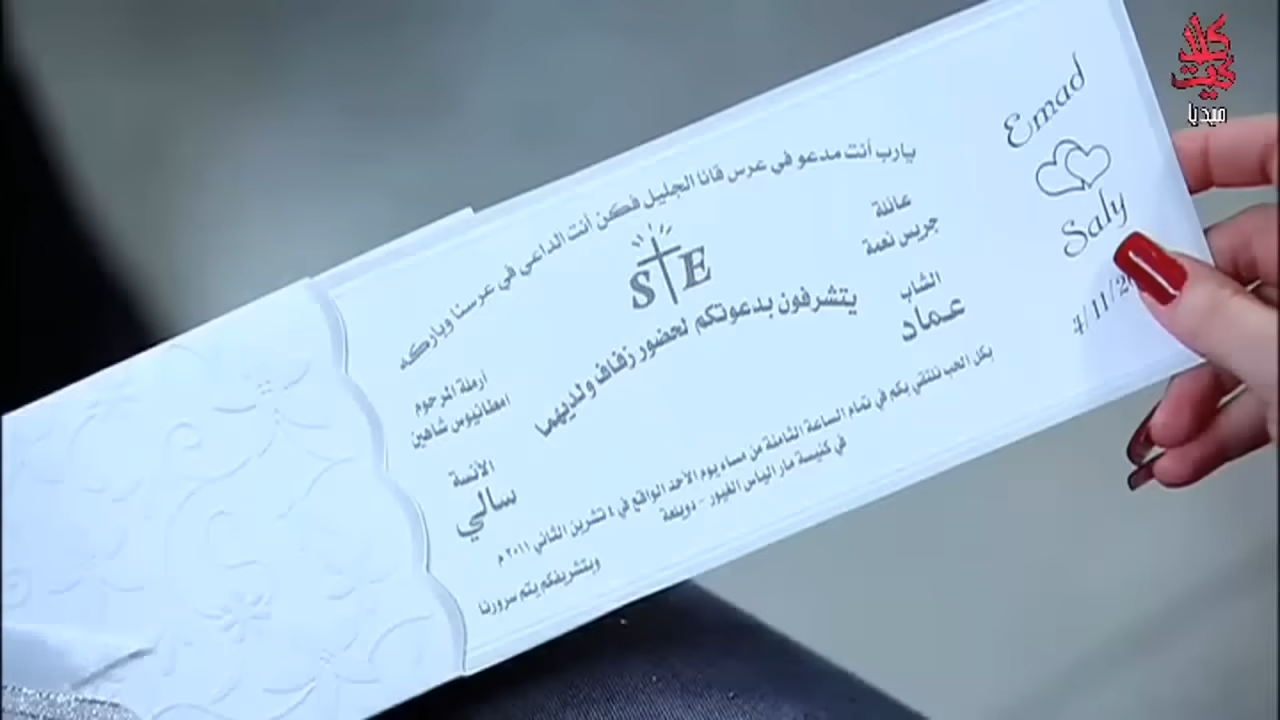 يارب أنت مدعو في عرس قانا الجليل فكن أنت الداعي في عرسنا وباركه
عائلة
جريس نعمة
الشاب
عماد
S E
يتشرفون بدعوتكم لحضور زفاف ولديهما
ارملة المرحوم
امطانيوس شاهين
الآنسة
سالي
بكل الحب نلتقي بكم في تمام الساعة الثامنة من مساء يوم الأحد الواقع في ٤ تشرين الثاني ٢٠١١ م
في كنيسة مار الياس الغيور - دويلعة
وبتشريفكم يتم سرورنا
Emad
Saly
4/11/2
كلاكيت
ميديا